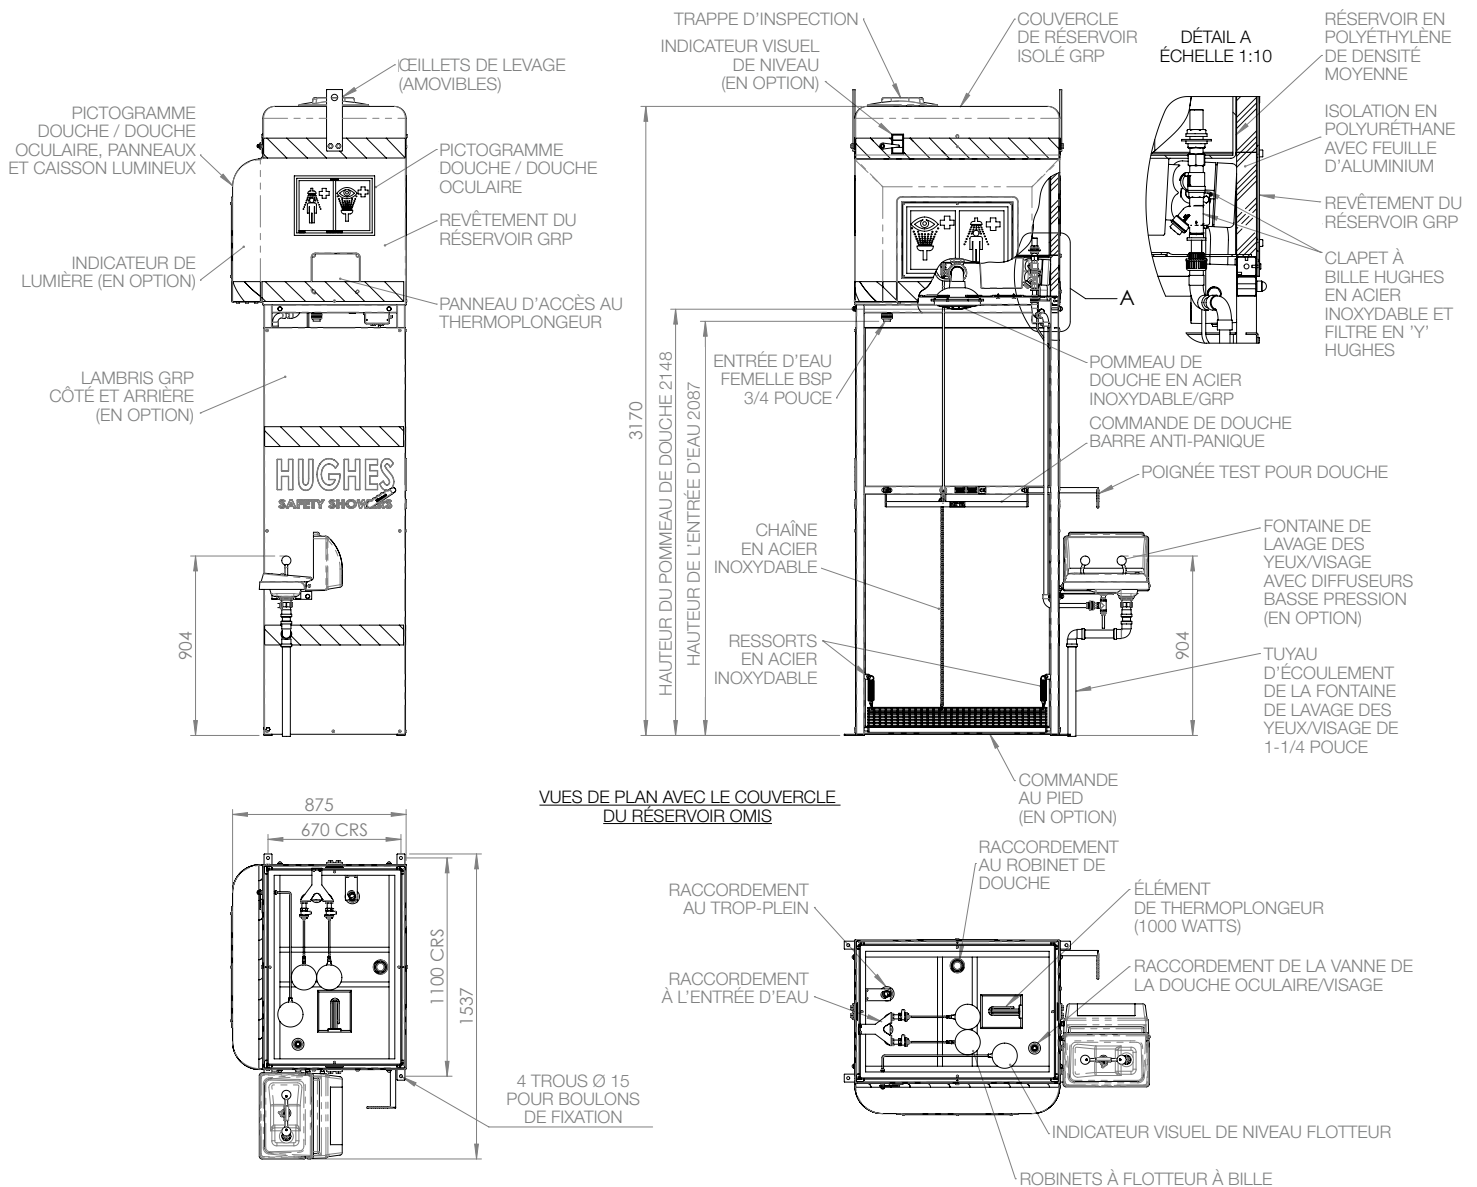 TRAPPE D'INSPECTION
INDICATEUR VISUEL
DE NIVEAU
(EN OPTION)
COUVERCLE
DE RÉSERVOIR
ISOLÉ GRP
DÉTAIL A
ÉCHELLE 1:10
RÉSERVOIR EN
POLYÉTHYLÈNE
DE DENSITÉ
MOYENNE
ISOLATION EN
POLYURÉTHANE
AVEC FEUILLE
D'ALUMINIUM
REVÊTEMENT DU
RÉSERVOIR GRP
CLAPET À
BILLE HUGHES
EN ACIER
INOXYDABLE ET
FILTRE EN 'Y'
HUGHES
ŒILLETS DE LEVAGE
(AMOVIBLES)
PICTOGRAMME
DOUCHE / DOUCHE
OCULAIRE, PANNEAUX
ET CAISSON LUMINEUX
PICTOGRAMME
DOUCHE / DOUCHE
OCULAIRE
REVÊTEMENT DU
RÉSERVOIR GRP
INDICATEUR DE
LUMIÈRE (EN OPTION)
PANNEAU D'ACCÈS AU
THERMOPLONGEUR
LAMBRIS GRP
CÔTÉ ET ARRIÈRE
(EN OPTION)
HUGHES
SAFETY SHOWERS
904
3170
HAUTEUR DU POMMEAU DE DOUCHE 2148
HAUTEUR DE L'ENTRÉE D'EAU 2087
A
ENTRÉE D'EAU
FEMELLE BSP
3/4 POUCE
POMMEAU DE
DOUCHE EN ACIER
INOXYDABLE/GRP
COMMANDE DE DOUCHE
BARRE ANTI-PANIQUE
POIGNÉE TEST POUR DOUCHE
CHAÎNE
EN ACIER
INOXYDABLE
FONTAINE DE
LAVAGE DES
YEUX/VISAGE
AVEC DIFFUSEURS
BASSE PRESSION
(EN OPTION)
RESSORTS
EN ACIER
INOXYDABLE
904
TUYAU
D'ÉCOULEMENT
DE LA FONTAINE
DE LAVAGE DES
YEUX/VISAGE DE
1-1/4 POUCE
COMMANDE
AU PIED
(EN OPTION)
VUES DE PLAN AVEC LE COUVERCLE
DU RÉSERVOIR OMIS
875
670 CRS
1100 CRS
1537
4 TROUS Ø 15
POUR BOULONS
DE FIXATION
RACCORDEMENT
AU ROBINET DE
DOUCHE
RACCORDEMENT
AU TROP-PLEIN
ÉLÉMENT
DE THERMOPLONGEUR
(1000 WATTS)
RACCORDEMENT
À L'ENTRÉE D'EAU
RACCORDEMENT DE LA VANNE DE
LA DOUCHE OCULAIRE/VISAGE
INDICATEUR VISUEL DE NIVEAU FLOTTEUR
ROBINETS À FLOTTEUR À BILLE